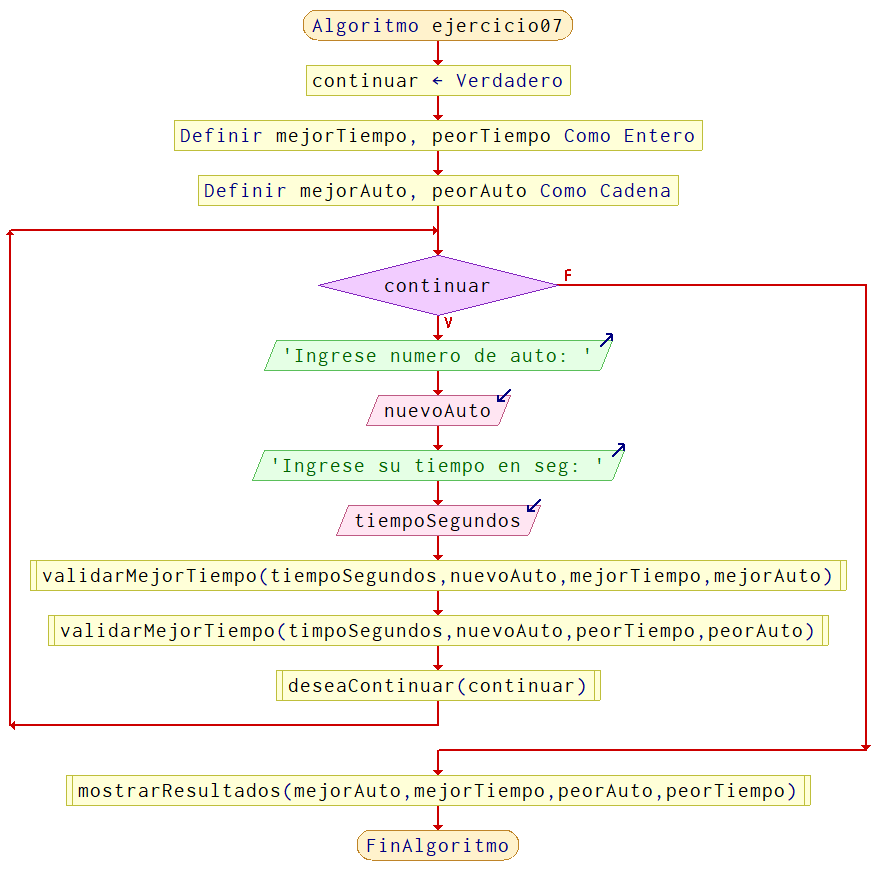 Algoritmo ejercicio07
continuar ← Verdadero
Definir mejorTiempo, peorTiempo Como Entero
Definir mejorAuto, peorAuto Como Cadena
continuar
F
V
'Ingrese numero de auto: '
nuevoAuto
'Ingrese su tiempo en seg: '
tiempoSegundos
validarMejorTiempo(tiempoSegundos,nuevoAuto,mejorTiempo,mejorAuto)
validarMejorTiempo(timpoSegundos,nuevoAuto,peorTiempo,peorAuto)
deseaContinuar(continuar)
mostrarResultados(mejorAuto,mejorTiempo,peorAuto,peorTiempo)
FinAlgoritmo